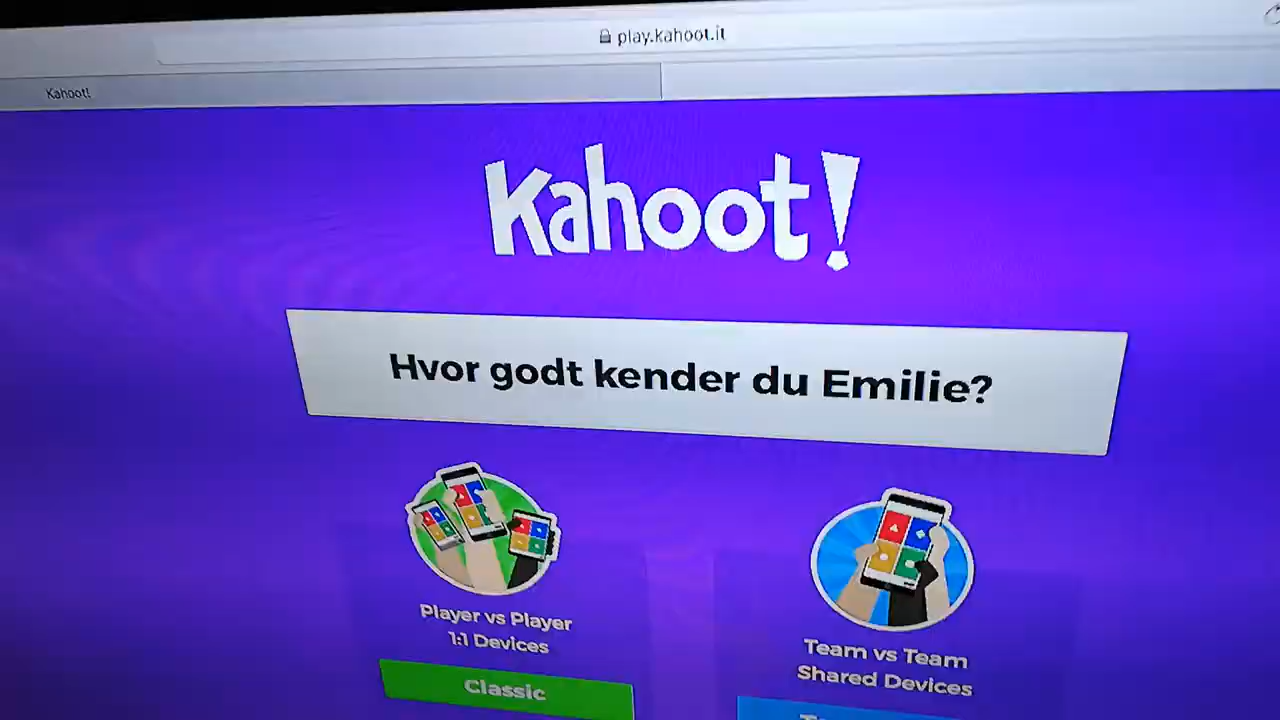 play.kahoot.it
Kahoot!
Kahoot!
Hvor godt kender du Emilie?
Player vs Player
1:1 Devices
Classic
Team vs Team
Shared Devices